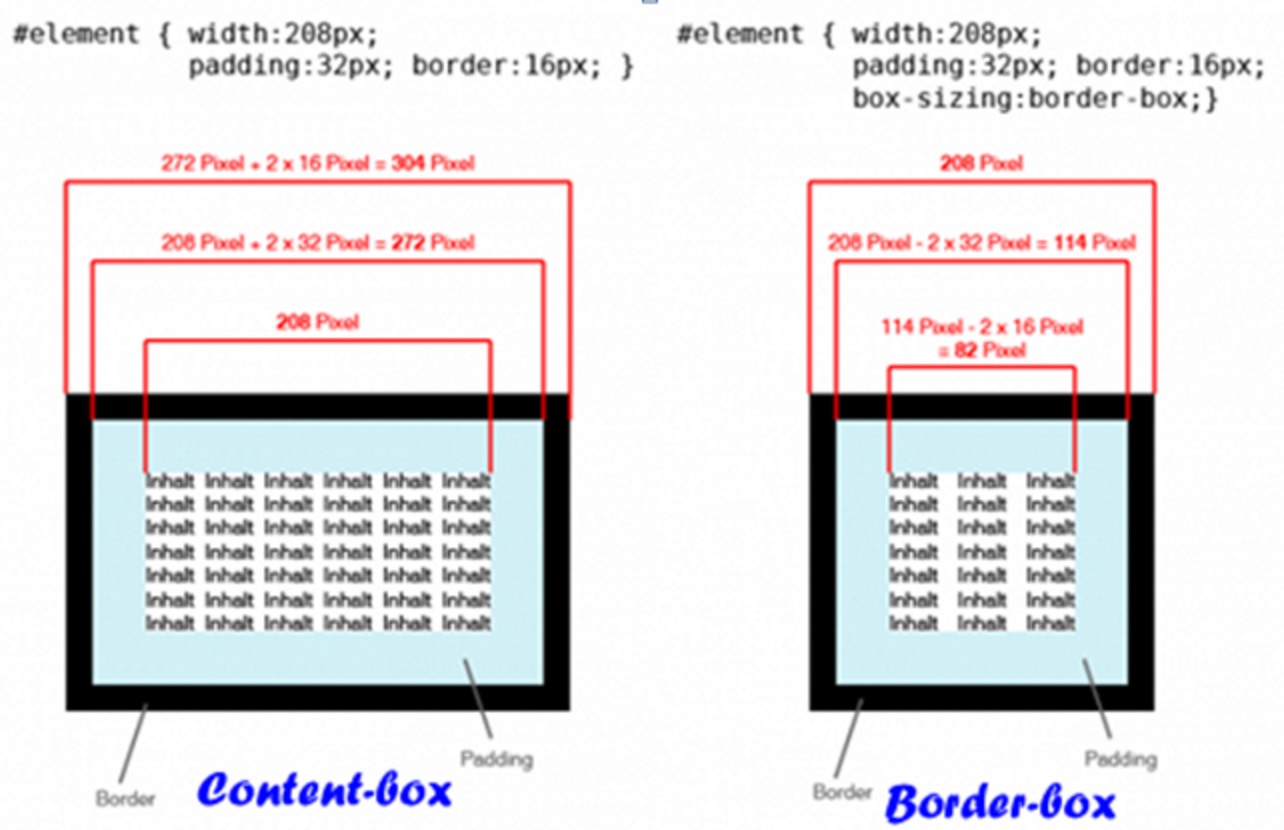 #element { width:208px;
padding:32px; border:16px; }
272 Pixel + 2 x 16 Pixel = 304 Pixel
208 Pixel + 2 x 32 Pixel = 272 Pixel
208 Pixel
Inhalt Inhalt Inhalt Inhalt Inhalt Inhalt
Inhalt Inhalt Inhalt Inhalt Inhalt Inhalt
Inhalt Inhalt Inhalt Inhalt Inhalt Inhalt
Inhalt Inhalt Inhalt Inhalt Inhalt Inhalt
Inhalt Inhalt Inhalt Inhalt Inhalt Inhalt
Inhalt Inhalt Inhalt Inhalt Inhalt Inhalt
Inhalt Inhalt Inhalt Inhalt Inhalt Inhalt
Padding
Border
Content-box
#element { width:208px;
padding:32px; border:16px;
box-sizing:border-box;}
208 Pixel
208 Pixel - 2 x 32 Pixel = 114 Pixel
114 Pixel - 2 x 16 Pixel
= 82 Pixel
Inhalt Inhalt Inhalt
Inhalt Inhalt Inhalt
Inhalt Inhalt Inhalt
Inhalt Inhalt Inhalt
Inhalt Inhalt Inhalt
Inhalt Inhalt Inhalt
Inhalt Inhalt Inhalt
Padding
Border
Border-box